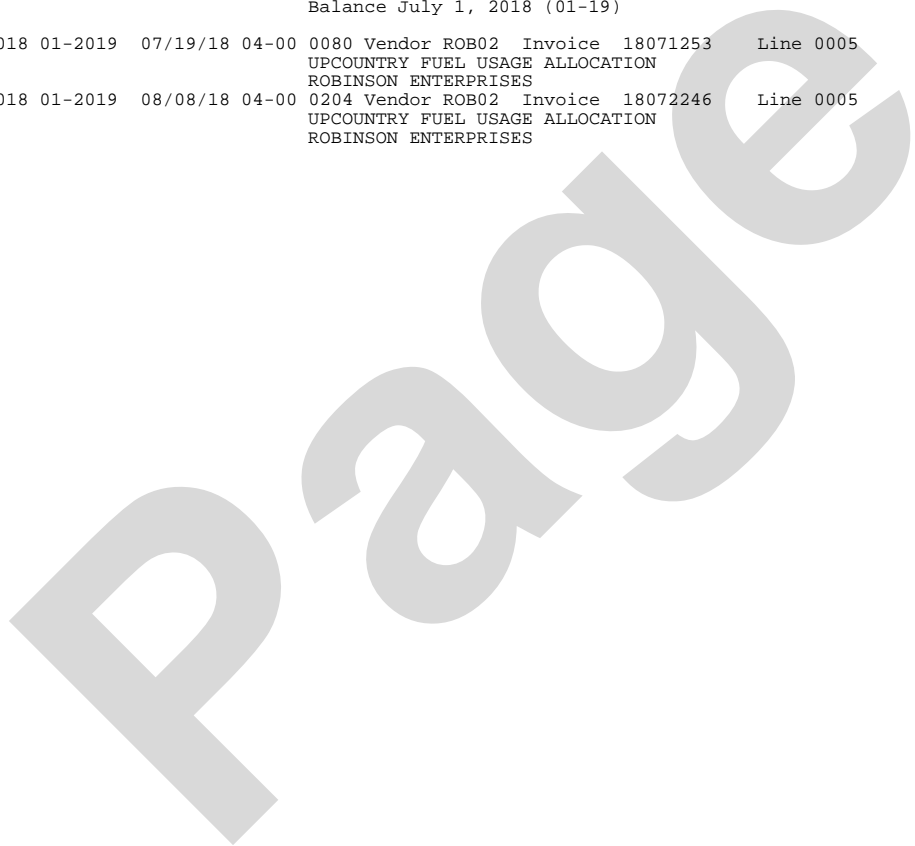 Balance July 1, 2018 (01-19)
018 01-2019 07/19/18 04-00 0080 Vendor ROB02 Invoice 18071253 Line 0005
UPCOUNTRY FUEL USAGE ALLOCATION
ROBINSON ENTERPRISES
018 01-2019 08/08/18 04-00 0204 Vendor ROB02 Invoice 18072246 Line 0005
UPCOUNTRY FUEL USAGE ALLOCATION
ROBINSON ENTERPRISES
Page